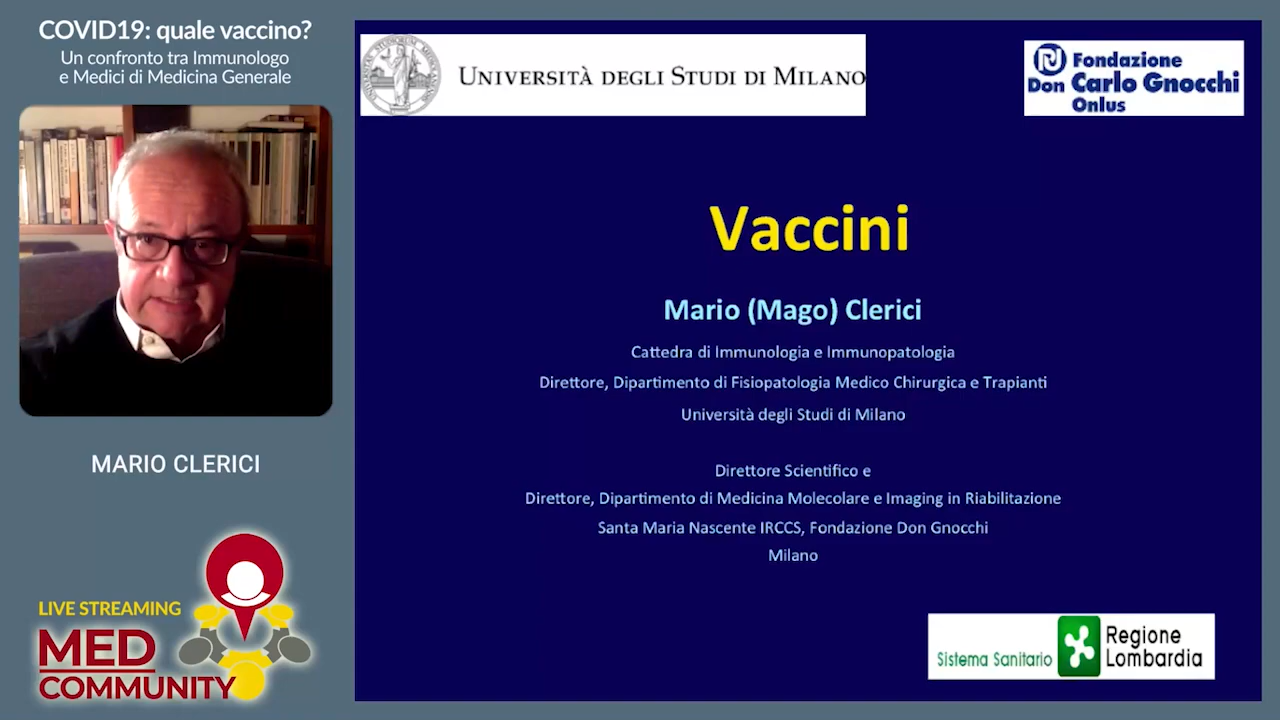 COVID19: quale vaccino?
Un confronto tra Immunologo
e Medici di Medicina Generale
MARIO CLERICI
LIVE STREAMING
MED
COMMUNITY
UNIVERSITÀ DEGLI STUDI DI MILANO
Fondazione
Don Carlo Gnocchi
Onlus
Vaccini
Mario (Mago) Clerici
Cattedra di Immunologia e Immunopatologia
Direttore, Dipartimento di Fisiopatologia Medico Chirurgica e Trapianti
Università degli Studi di Milano
Direttore Scientifico e
Direttore, Dipartimento di Medicina Molecolare e Imaging in Riabilitazione
Santa Maria Nascente IRCCS, Fondazione Don Gnocchi
Milano
Sistema Sanitario
Regione
Lombardia